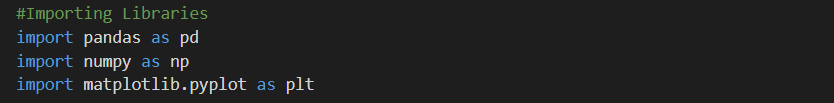 #Importing Libraries
import pandas as pd
import numpy as np
import matplotlib.pyplot as plt